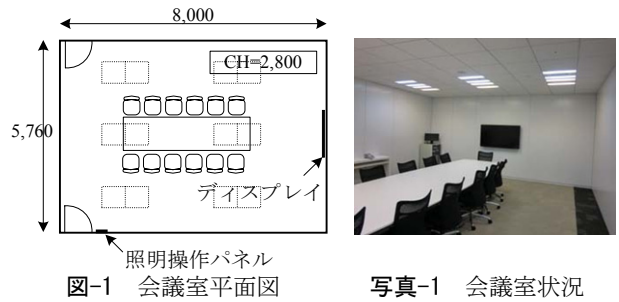 8,000
CH=2,800
5,760
ディスプレイ
照明操作パネル
図-1 会議室平面図
写真-1 会議室状況